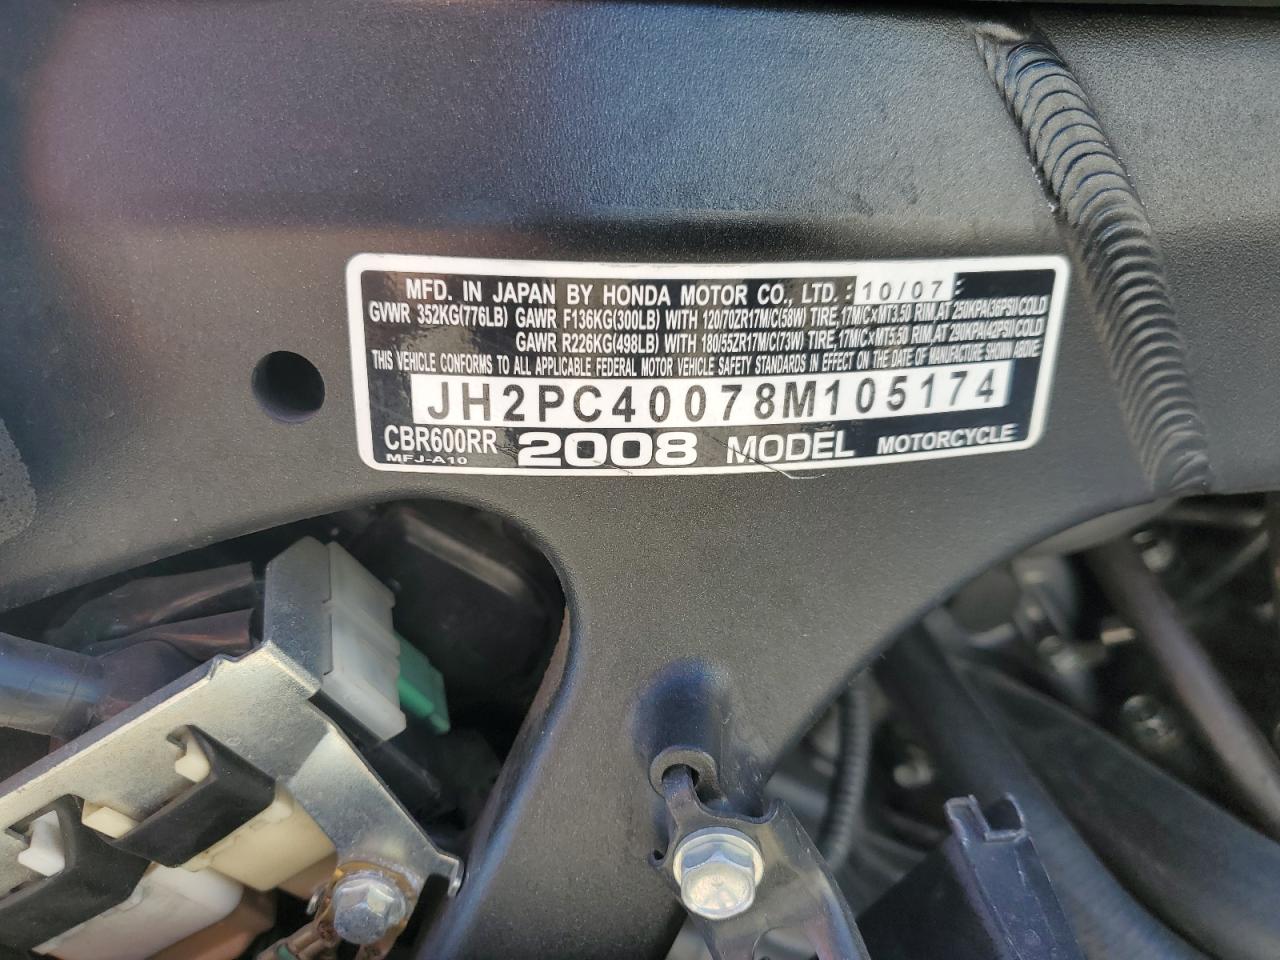 MFD. IN JAPAN BY HONDA MOTOR CO., LTD. : 10/07 :
GVWR 352KG(776LB) GAWR F136KG(300LB) WITH 120/70ZR17M/C(58W) TIRE, 17M/C×MT3.50 RIM, AT 250KPA(36PSI) COLD
GAWR R226KG(498LB) WITH 180/55ZR17M/C(73W) TIRE, 17M/C×MT5.50 RIM, AT 290KPA(42PSI) COLD
THIS VEHICLE CONFORMS TO ALL APPLICABLE FEDERAL MOTOR VEHICLE SAFETY STANDARDS IN EFFECT ON THE DATE OF MANUFACTURE SHOWN ABOVE
JH2PC40078M105174
CBR600RR 2008 MODEL MOTORCYCLE
MFJ-A10